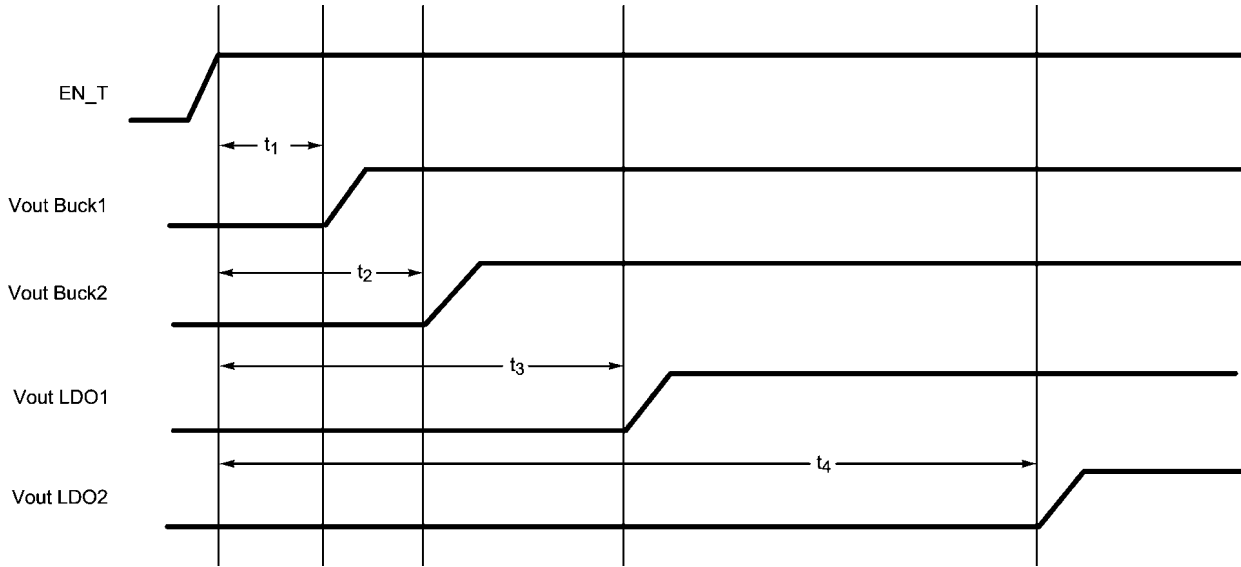 EN_T
t1
Vout Buck1
t2
Vout Buck2
t3
Vout LDO1
t4
Vout LDO2